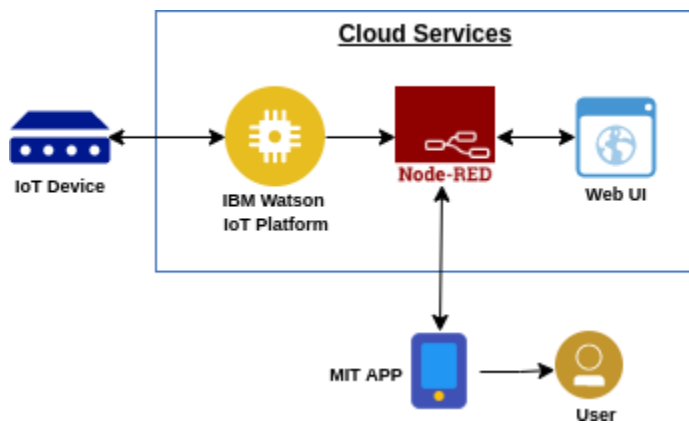 Cloud Services
IoT Device
IBM Watson
IoT Platform
Node-RED
Web UI
MIT APP
User